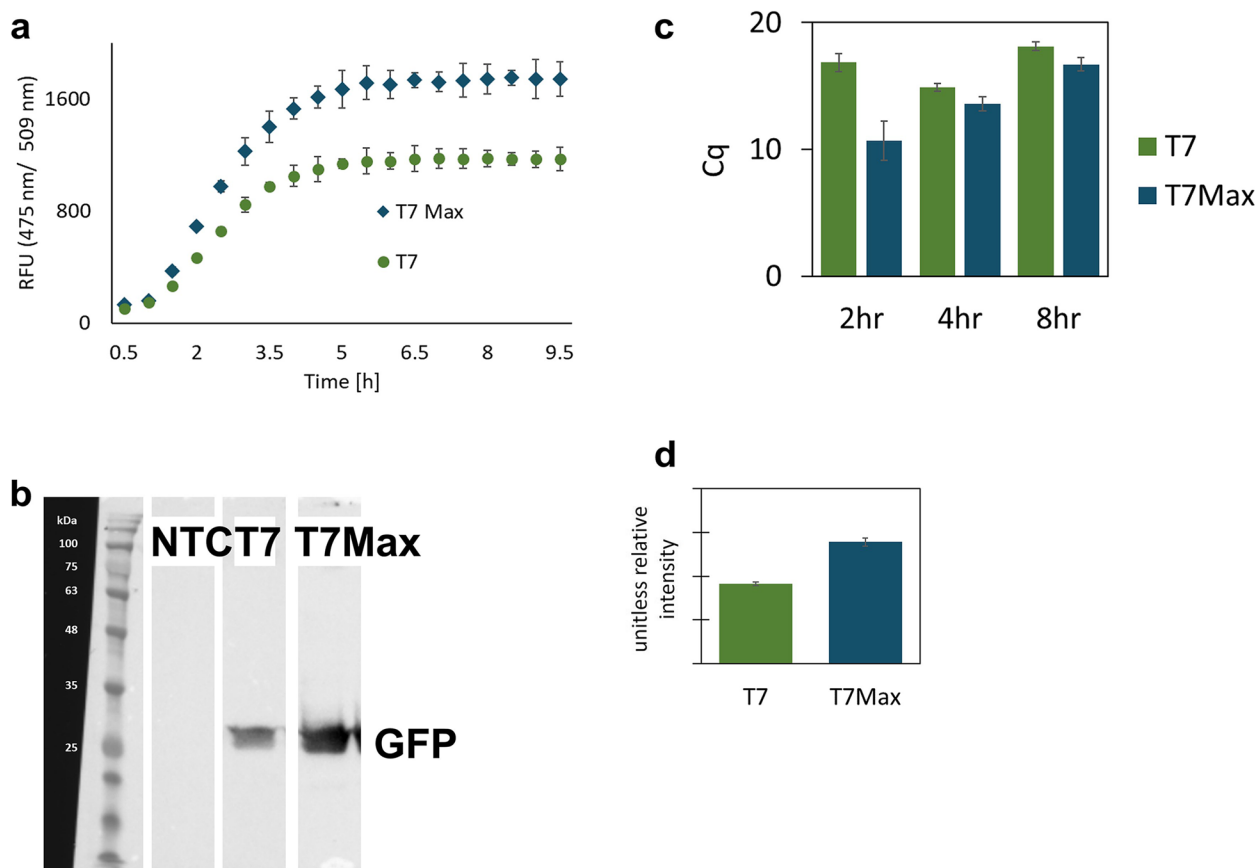 a
RFU (475 nm/ 509 nm)
1600
800
0
T7 Max
T7
0.5 2 3.5 5 6.5 8 9.5
Time [h]
c
Cq
20
10
0
2hr 4hr 8hr
T7
T7Max
b
kDa
100
75
63
48
35
25
NTC T7 T7Max
GFP
d
unitless relative
intensity
T7 T7Max